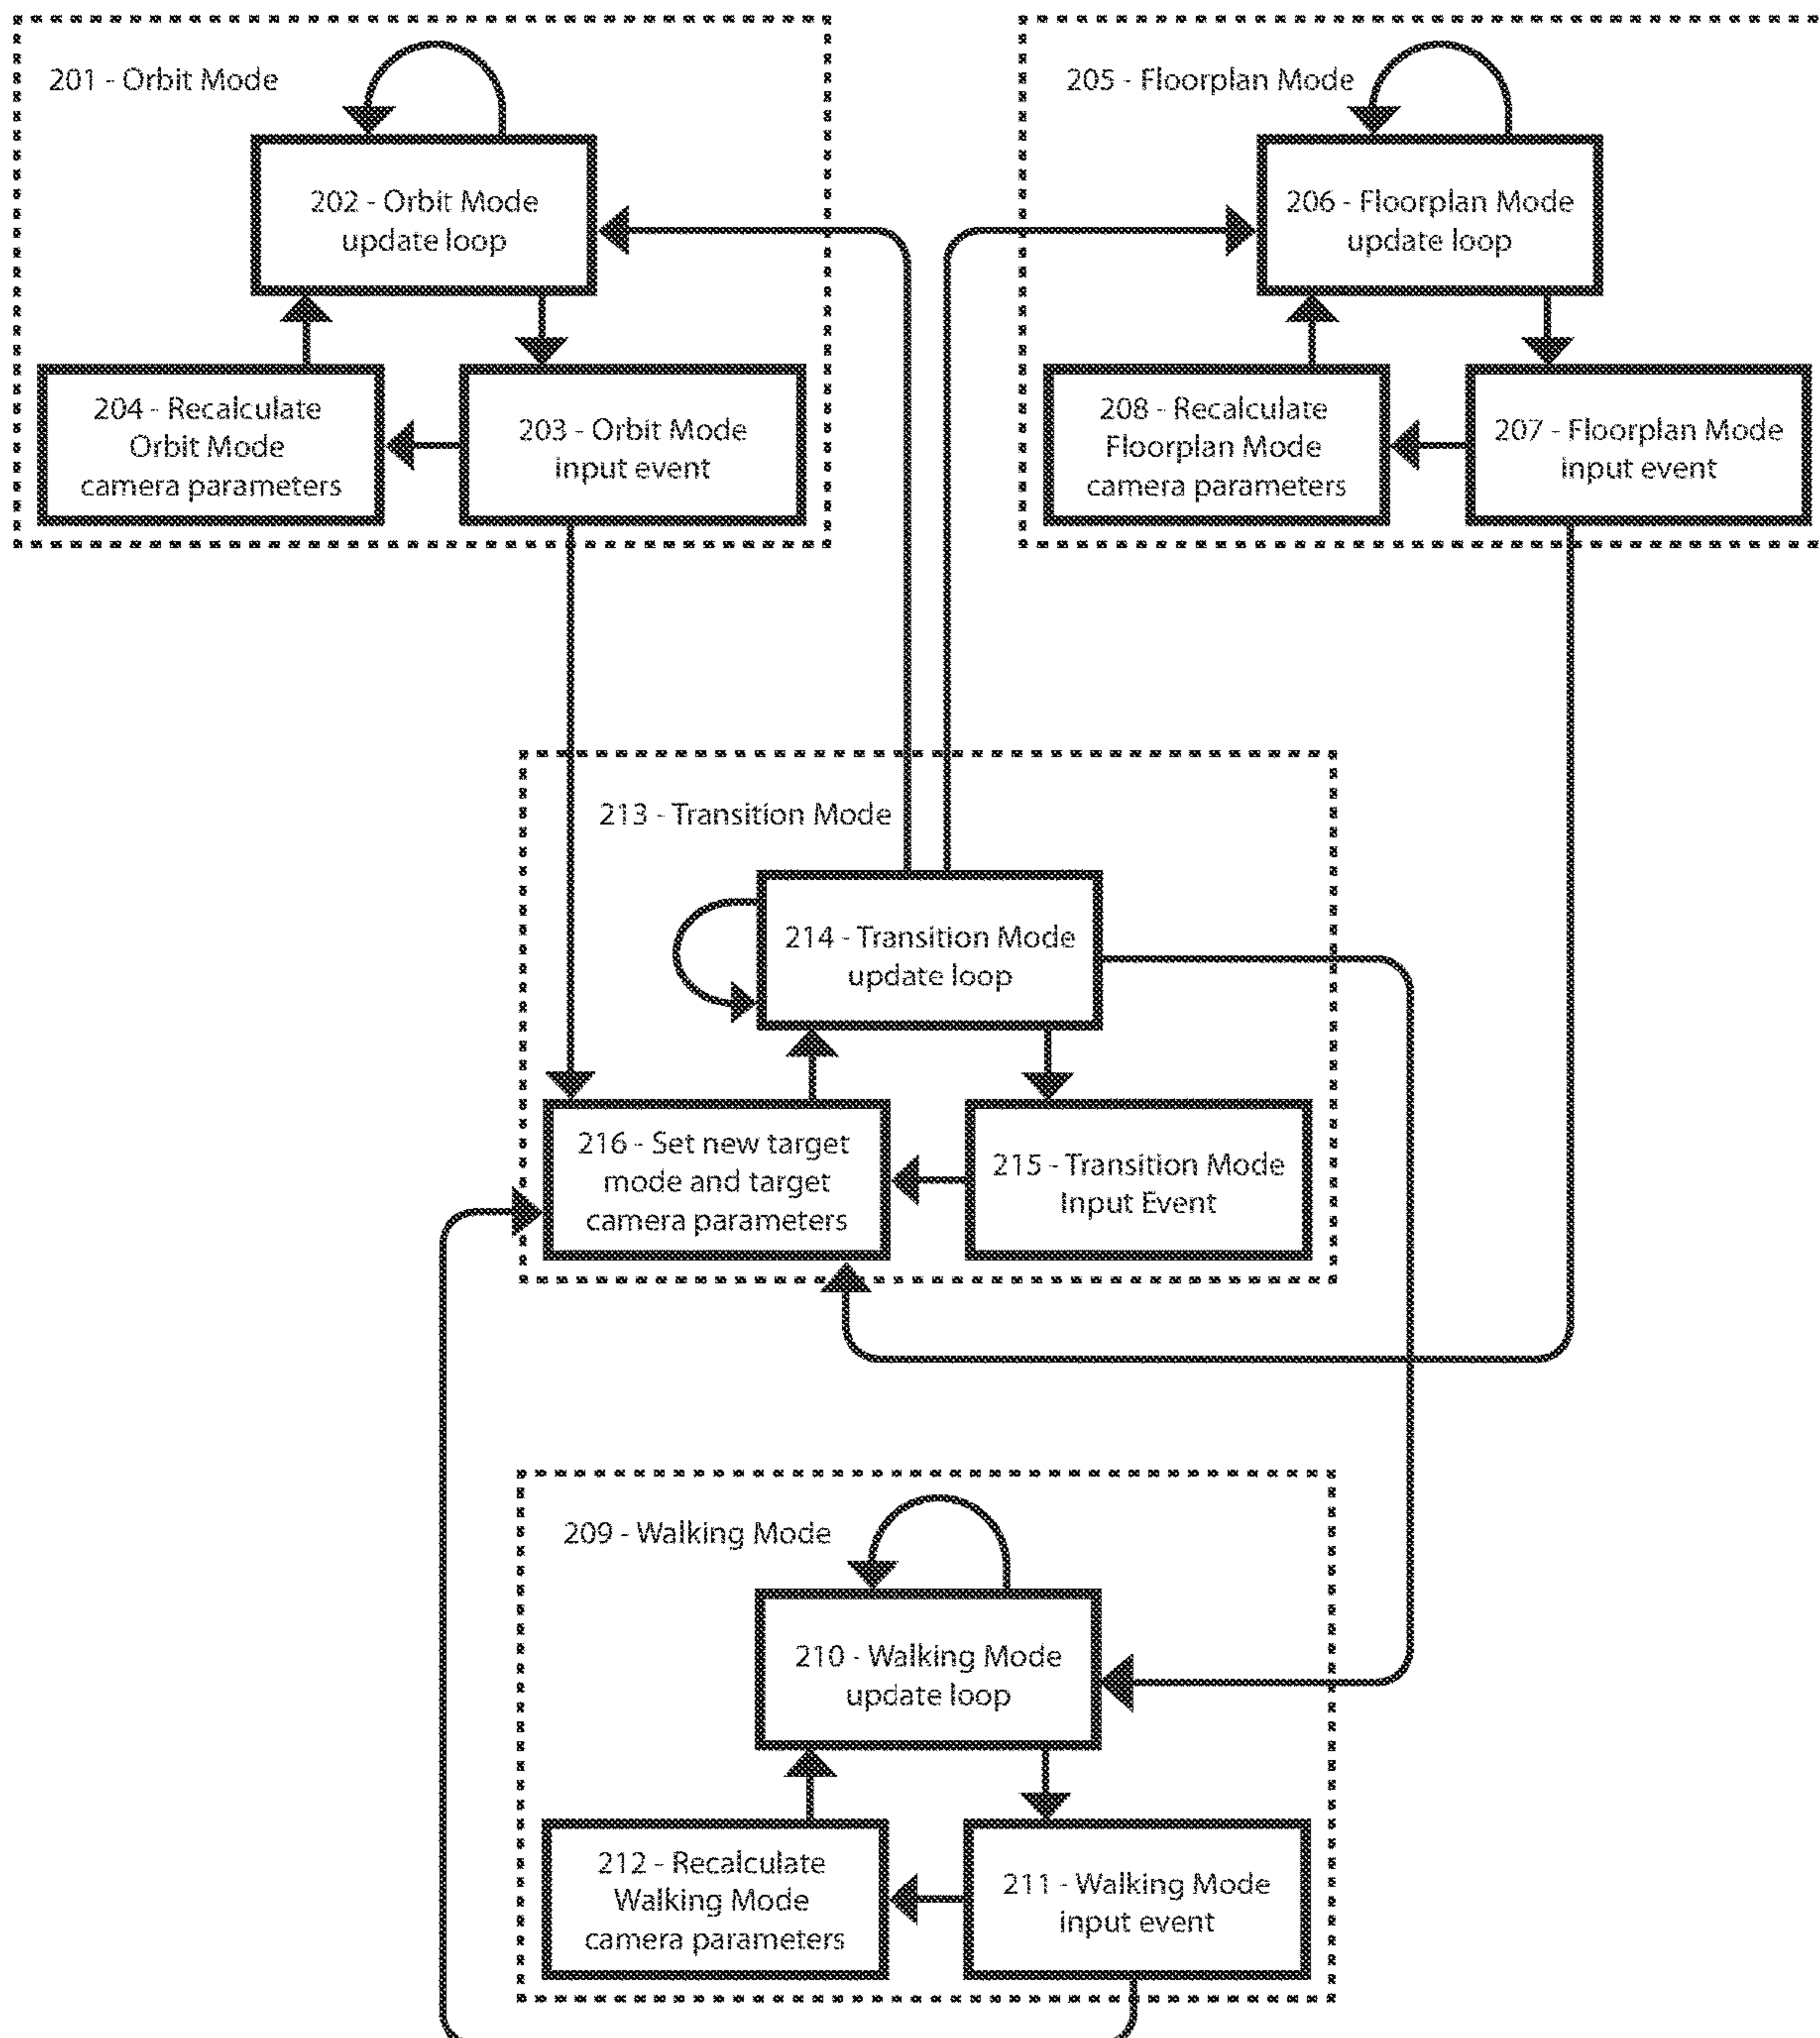 201 - Orbit Mode
202 - Orbit Mode
update loop
204 - Recalculate
Orbit Mode
camera parameters
203 - Orbit Mode
input event
205 - Floorplan Mode
206 - Floorplan Mode
update loop
208 - Recalculate
Floorplan Mode
camera parameters
207 - Floorplan Mode
input event
213 - Transition Mode
214 - Transition Mode
update loop
216 - Set new target
mode and target
camera parameters
215 - Transition Mode
Input Event
209 - Walking Mode
210 - Walking Mode
update loop
212 - Recalculate
Walking Mode
camera parameters
211 - Walking Mode
input event